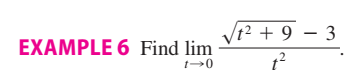 EXAMPLE 6 Find lim t→0 (√(t² + 9) − 3) / t².